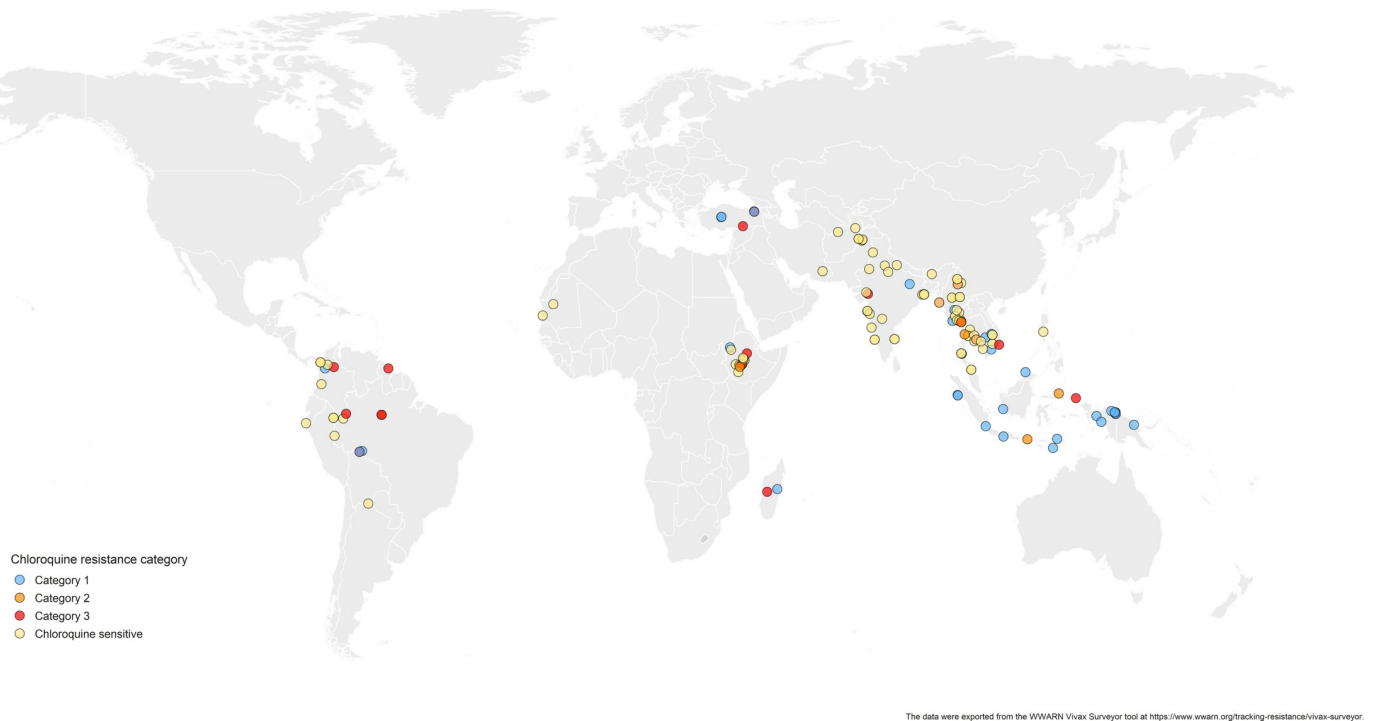 Chloroquine resistance category
Category 1
Category 2
Category 3
Chloroquine sensitive
The data were exported from the WWARN Vivax Surveyor tool at https://www.wwarn.org/tracking-resistance/vivax-surveyor.